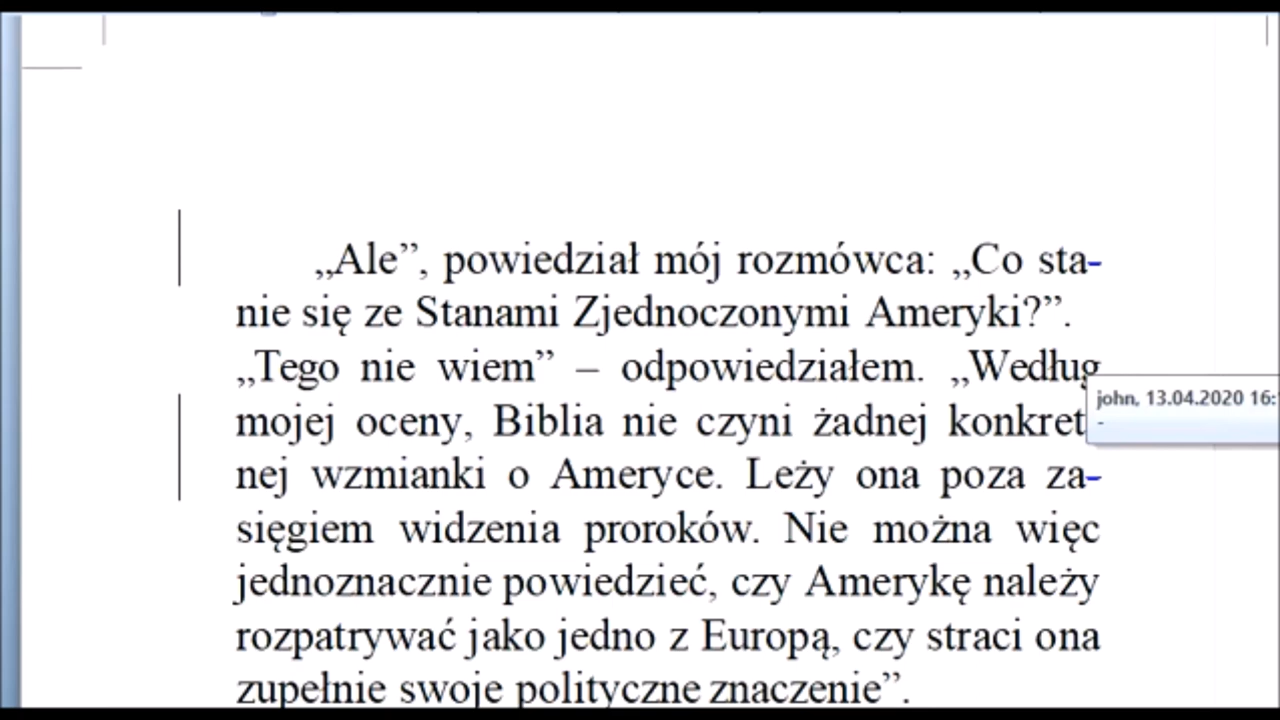 „Ale”, powiedział mój rozmówca: „Co sta-
nie się ze Stanami Zjednoczonymi Ameryki?”.
„Tego nie wiem” – odpowiedziałem. „Według
mojej oceny, Biblia nie czyni żadnej konkret
nej wzmianki o Ameryce. Leży ona poza za-
sięgiem widzenia proroków. Nie można więc
jednoznacznie powiedzieć, czy Amerykę należy
rozpatrywać jako jedno z Europą, czy straci ona
zupełnie swoje polityczne znaczenie”.
john, 13.04.2020 16:
-